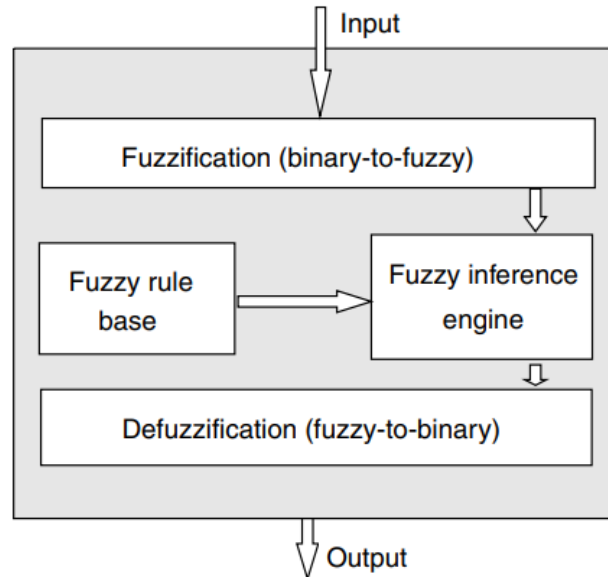 Input
Fuzzification (binary-to-fuzzy)
Fuzzy rule
base
Fuzzy inference
engine
Defuzzification (fuzzy-to-binary)
Output